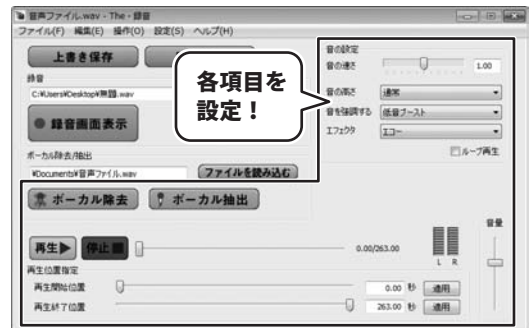 音声ファイル.wav - The・録音
ファイル(F) 編集(E) 操作(O) 設定(S) ヘルプ(H)
上書き保存
録音
C:¥Users¥Desktop¥無題.wav
録音画面表示
ボーカル除去/抽出
¥Documents¥音声ファイル.wav ファイルを読み込む
ボーカル除去 ボーカル抽出
各項目を
設定！
音の設定
音の速さ 1.00
音の高さ 通常
音を強調する 低音ブースト
エフェクタ エコー
ループ再生
再生 停止 0.00/263.00 L R 音量
再生位置指定
再生開始位置 0.00 秒 適用
再生終了位置 263.00 秒 適用